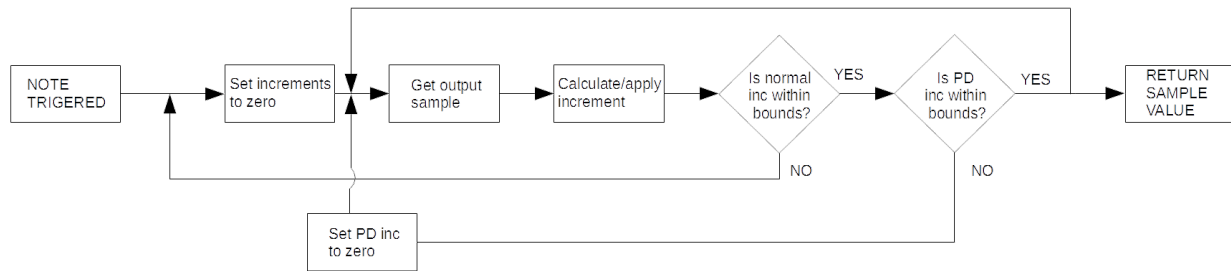 NOTE
TRIGERED
Set increments
to zero
Get output
sample
Calculate/apply
increment
Is normal
inc within
bounds?
YES
NO
Is PD
inc within
bounds?
YES
NO
RETURN
SAMPLE
VALUE
Set PD inc
to zero